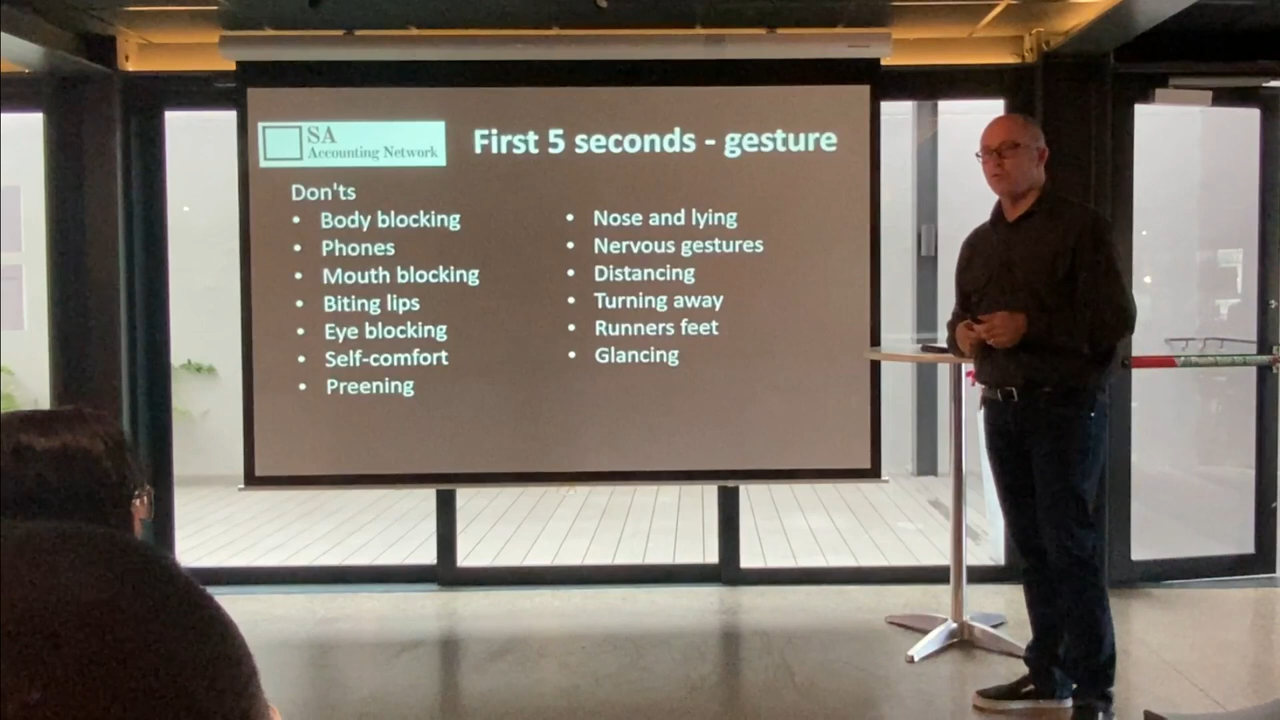 SA
Accounting Network
First 5 seconds - gesture
Don'ts
• Body blocking
• Phones
• Mouth blocking
• Biting lips
• Eye blocking
• Self-comfort
• Preening
• Nose and lying
• Nervous gestures
• Distancing
• Turning away
• Runners feet
• Glancing